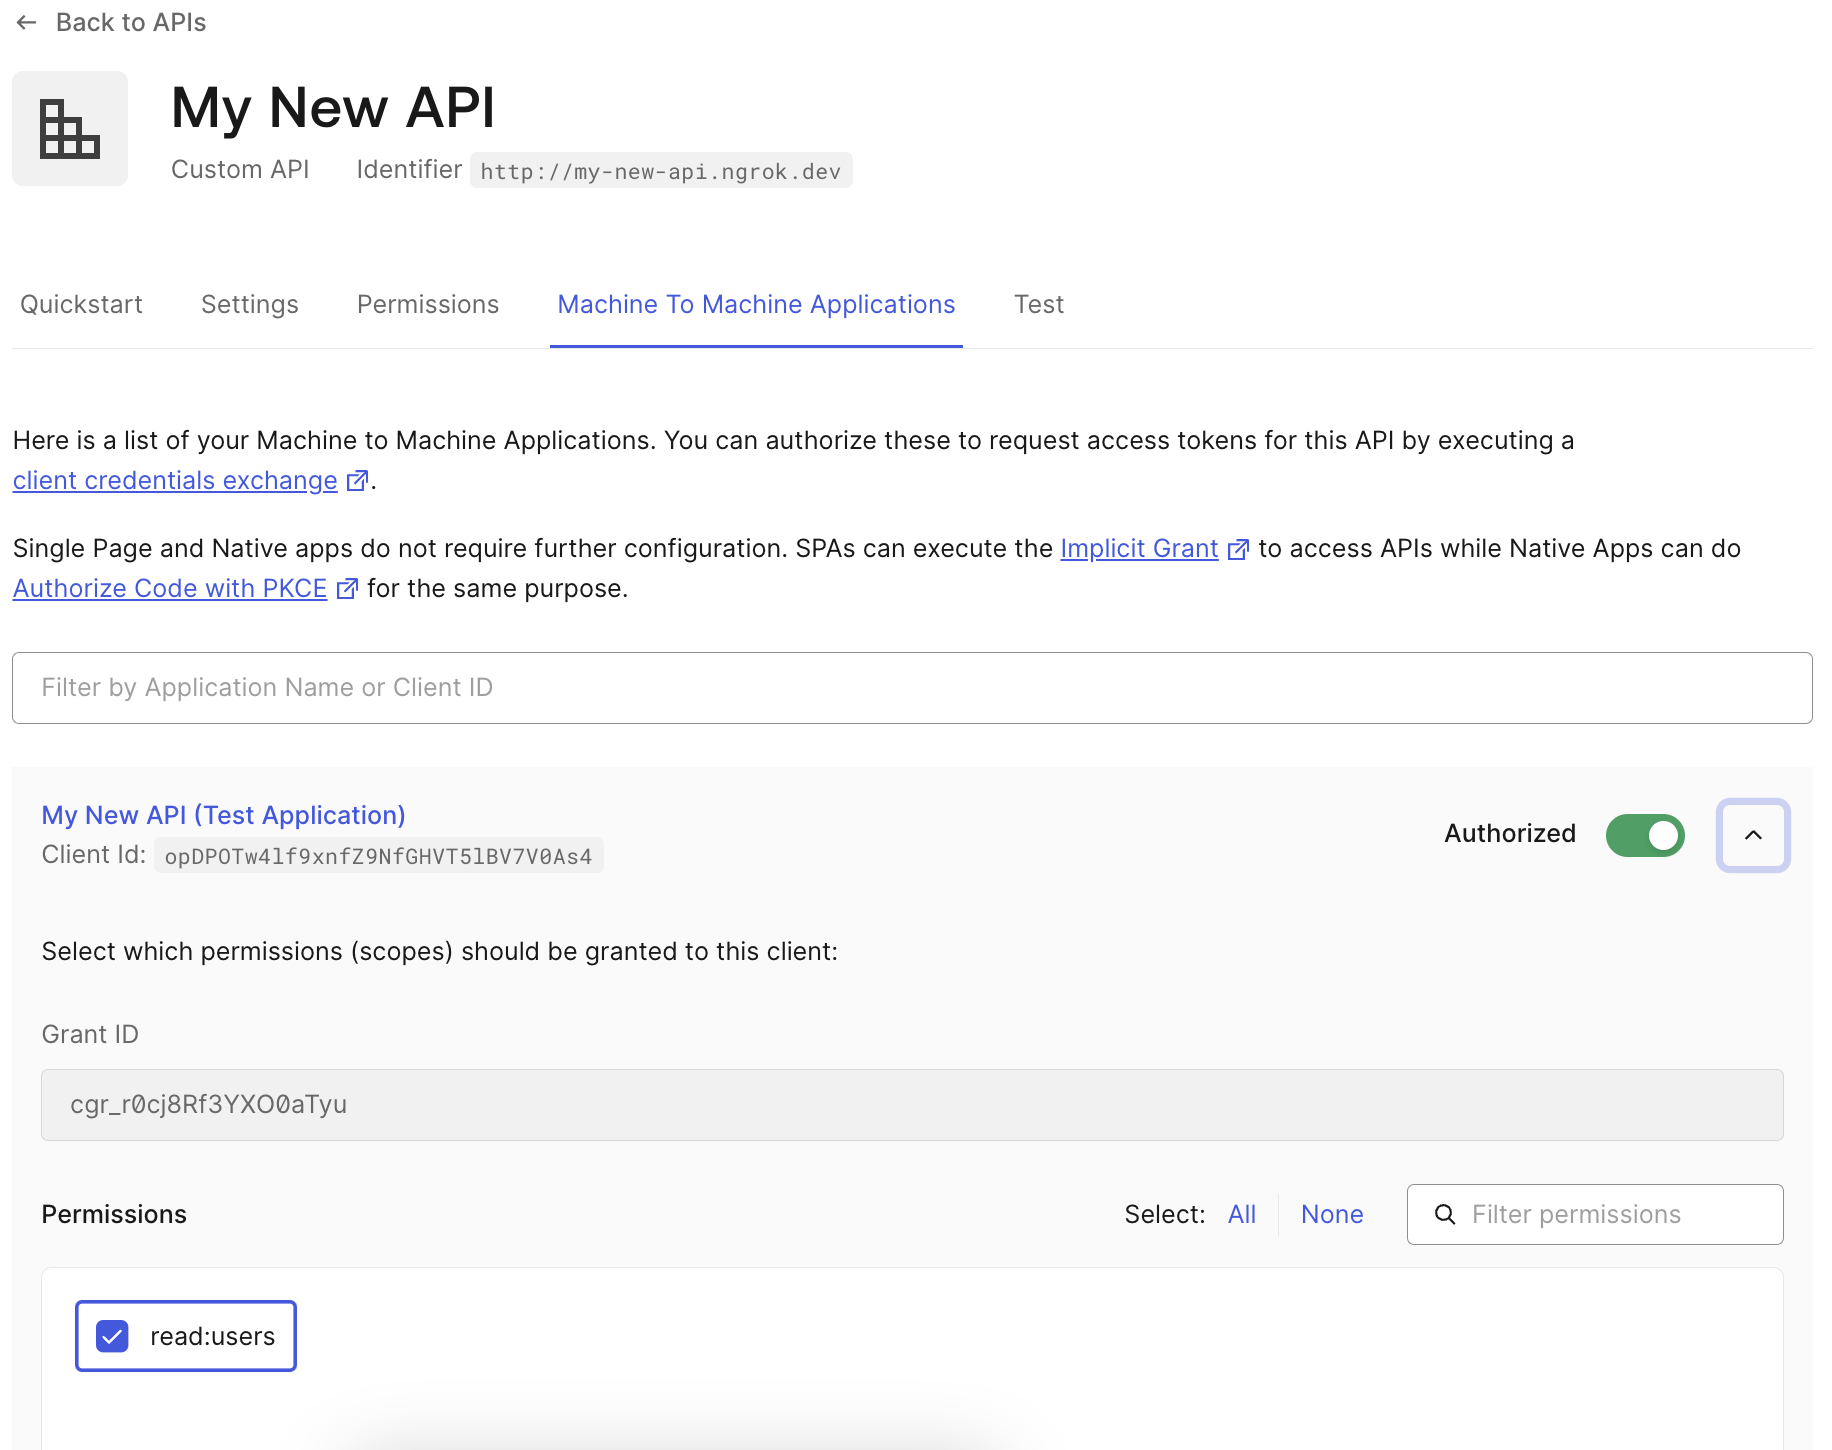 Back to APIs
My New API
Custom API Identifier http://my-new-api.ngrok.dev
Quickstart Settings Permissions Machine To Machine Applications Test
Here is a list of your Machine to Machine Applications. You can authorize these to request access tokens for this API by executing a
client credentials exchange.
Single Page and Native apps do not require further configuration. SPAs can execute the Implicit Grant to access APIs while Native Apps can do
Authorize Code with PKCE for the same purpose.
Filter by Application Name or Client ID
My New API (Test Application)
Authorized
Client Id: opDPOTw4lf9xnfZ9NfGHVT5lBV7V0As4
Select which permissions (scopes) should be granted to this client:
Grant ID
cgr_r0cj8Rf3YXO0aTyu
Permissions Select: All None Filter permissions
read:users